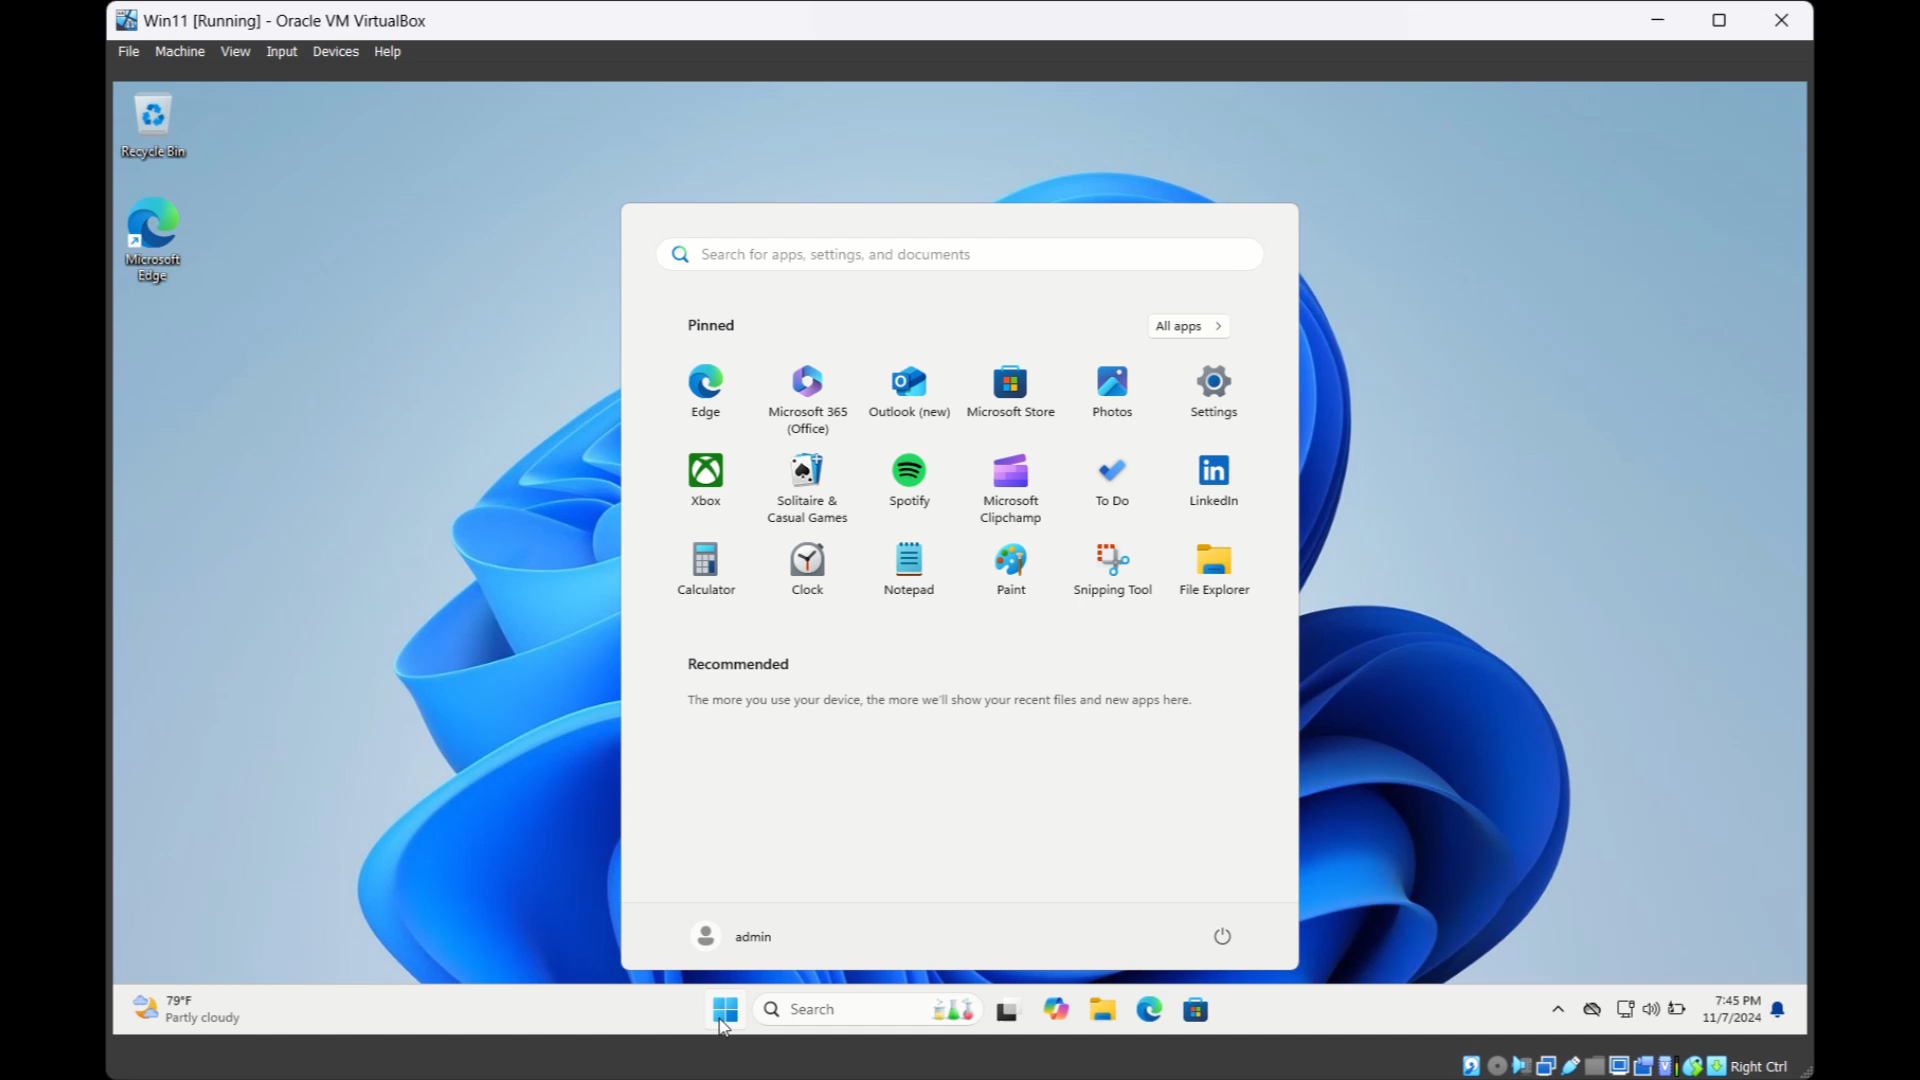 Win11 [Running] - Oracle VM VirtualBox
File Machine View Input Devices Help
Recycle Bin
Microsoft
Edge
Search for apps, settings, and documents
Pinned
All apps
Edge
Microsoft 365
(Office)
Outlook (new)
Microsoft Store
Photos
Settings
Xbox
Solitaire &
Casual Games
Spotify
Microsoft
Clipchamp
To Do
LinkedIn
Calculator
Clock
Notepad
Paint
Snipping Tool
File Explorer
Recommended
The more you use your device, the more we'll show your recent files and new apps here.
admin
79°F
Partly cloudy
Search
7:45 PM
11/7/2024
Right Ctrl